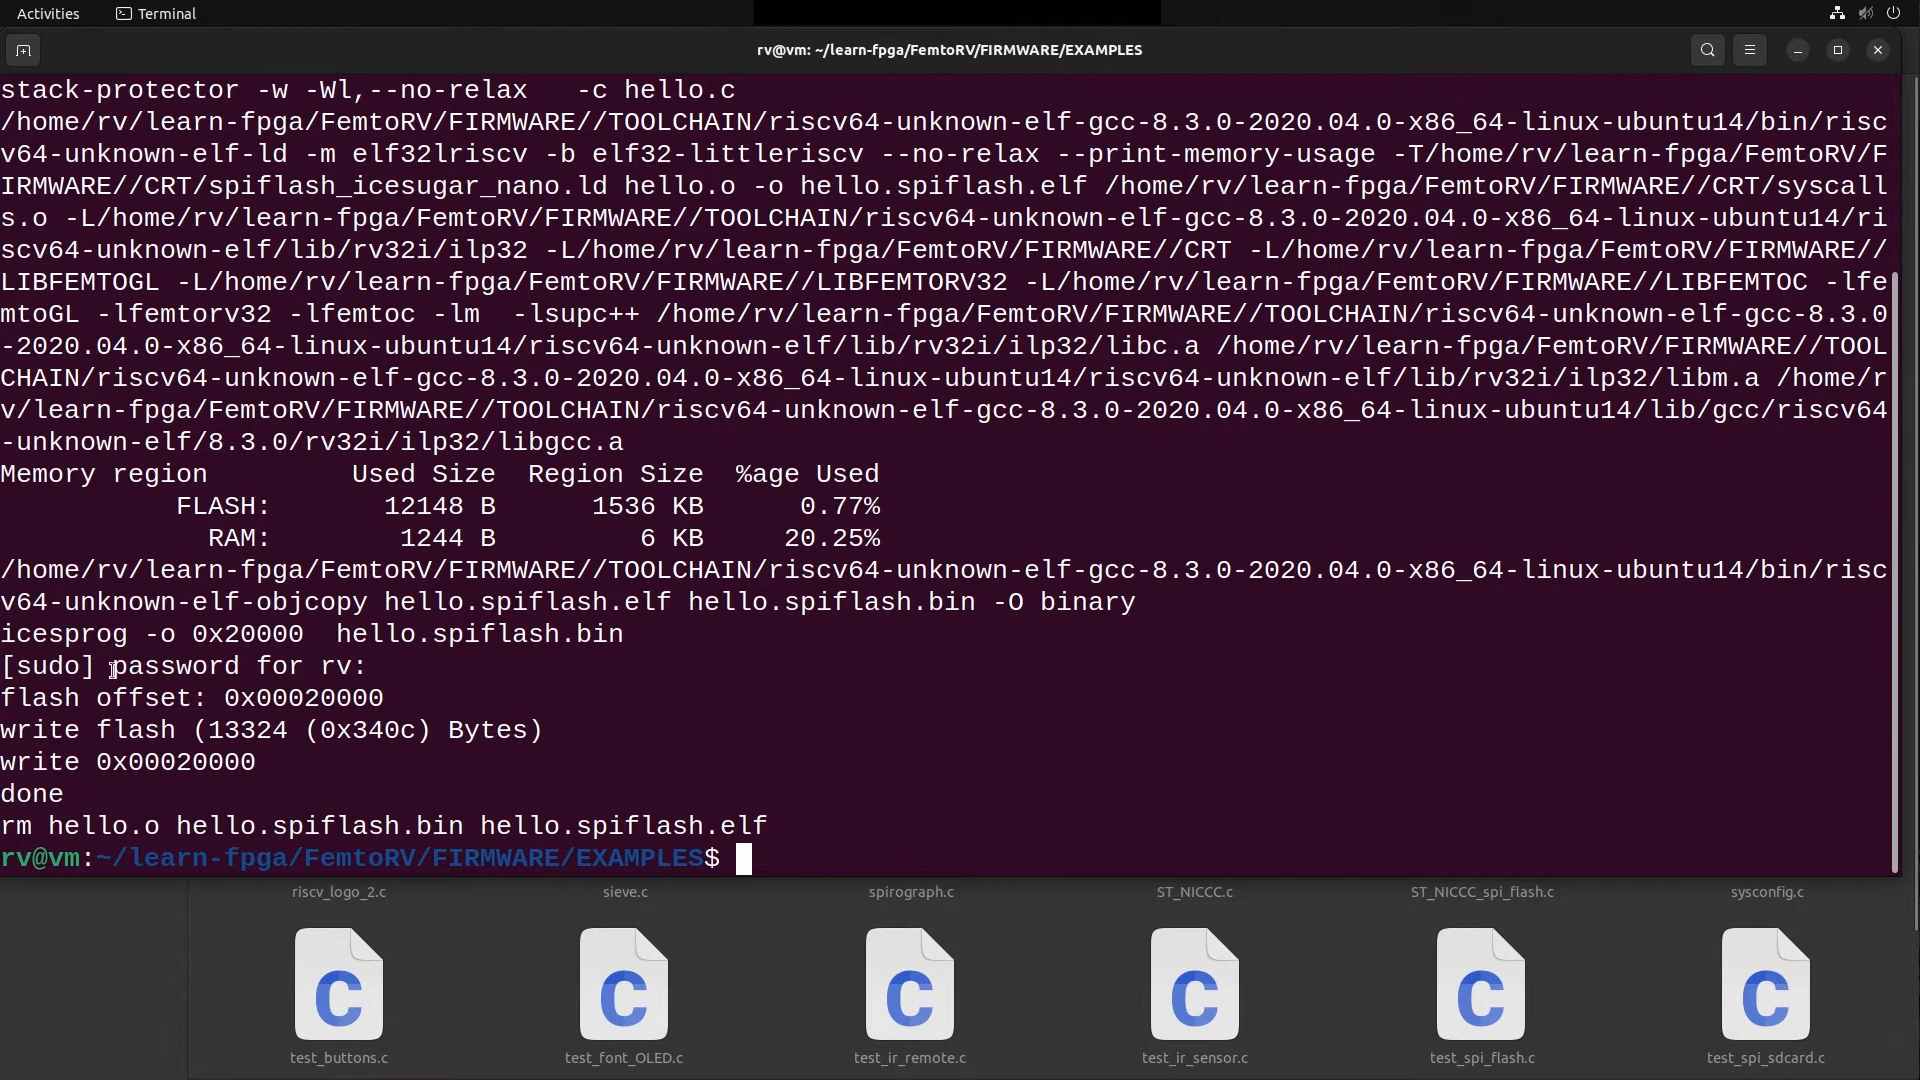 Activities Terminal
rv@vm: ~/learn-fpga/FemtoRV/FIRMWARE/EXAMPLES
stack-protector -w -Wl,--no-relax   -c hello.c
/home/rv/learn-fpga/FemtoRV/FIRMWARE//TOOLCHAIN/riscv64-unknown-elf-gcc-8.3.0-2020.04.0-x86_64-linux-ubuntu14/bin/risc
v64-unknown-elf-ld -m elf32lriscv -b elf32-littleriscv --no-relax --print-memory-usage -T/home/rv/learn-fpga/FemtoRV/F
IRMWARE//CRT/spiflash_icesugar_nano.ld hello.o -o hello.spiflash.elf /home/rv/learn-fpga/FemtoRV/FIRMWARE//CRT/syscall
s.o -L/home/rv/learn-fpga/FemtoRV/FIRMWARE//TOOLCHAIN/riscv64-unknown-elf-gcc-8.3.0-2020.04.0-x86_64-linux-ubuntu14/ri
scv64-unknown-elf/lib/rv32i/ilp32 -L/home/rv/learn-fpga/FemtoRV/FIRMWARE//CRT -L/home/rv/learn-fpga/FemtoRV/FIRMWARE//
LIBFEMTOGL -L/home/rv/learn-fpga/FemtoRV/FIRMWARE//LIBFEMTORV32 -L/home/rv/learn-fpga/FemtoRV/FIRMWARE//LIBFEMTOC -lfe
mtoGL -lfemtorv32 -lfemtoc -lm  -lsupc++ /home/rv/learn-fpga/FemtoRV/FIRMWARE//TOOLCHAIN/riscv64-unknown-elf-gcc-8.3.0
-2020.04.0-x86_64-linux-ubuntu14/riscv64-unknown-elf/lib/rv32i/ilp32/libc.a /home/rv/learn-fpga/FemtoRV/FIRMWARE//TOOL
CHAIN/riscv64-unknown-elf-gcc-8.3.0-2020.04.0-x86_64-linux-ubuntu14/riscv64-unknown-elf/lib/rv32i/ilp32/libm.a /home/r
v/learn-fpga/FemtoRV/FIRMWARE//TOOLCHAIN/riscv64-unknown-elf-gcc-8.3.0-2020.04.0-x86_64-linux-ubuntu14/lib/gcc/riscv64
-unknown-elf/8.3.0/rv32i/ilp32/libgcc.a
Memory region         Used Size  Region Size  %age Used
           FLASH:       12148 B      1536 KB      0.77%
             RAM:        1244 B         6 KB     20.25%
/home/rv/learn-fpga/FemtoRV/FIRMWARE//TOOLCHAIN/riscv64-unknown-elf-gcc-8.3.0-2020.04.0-x86_64-linux-ubuntu14/bin/risc
v64-unknown-elf-objcopy hello.spiflash.elf hello.spiflash.bin -O binary
icesprog -o 0x20000  hello.spiflash.bin
[sudo] password for rv:
flash offset: 0x00020000
write flash (13324 (0x340c) Bytes)
write 0x00020000
done
rm hello.o hello.spiflash.bin hello.spiflash.elf
rv@vm:~/learn-fpga/FemtoRV/FIRMWARE/EXAMPLES$
riscv_logo_2.c sieve.c spirograph.c ST_NICCC.c ST_NICCC_spi_flash.c sysconfig.c
C C C C C C
test_buttons.c test_font_OLED.c test_ir_remote.c test_ir_sensor.c test_spi_flash.c test_spi_sdcard.c